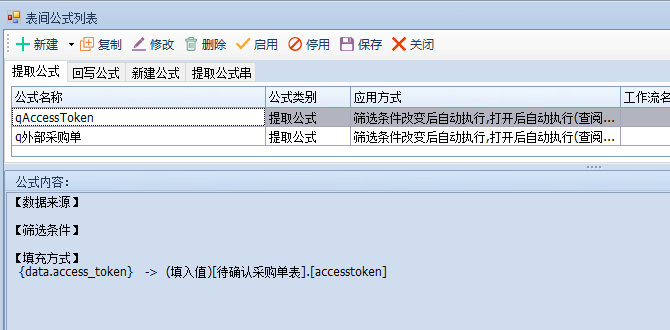 表间公式列表
新建 复制 修改 删除 启用 停用 保存 关闭
提取公式 回写公式 新建公式 提取公式串
公式名称 公式类别 应用方式 工作流名
qAccessToken 提取公式 筛选条件改变后自动执行,打开后自动执行(查阅...
q外部采购单 提取公式 筛选条件改变后自动执行,打开后自动执行(查阅...
公式内容:
【数据来源】
【筛选条件】
【填充方式】
{data.access_token} -> (填入值)[待确认采购单表].[accesstoken]